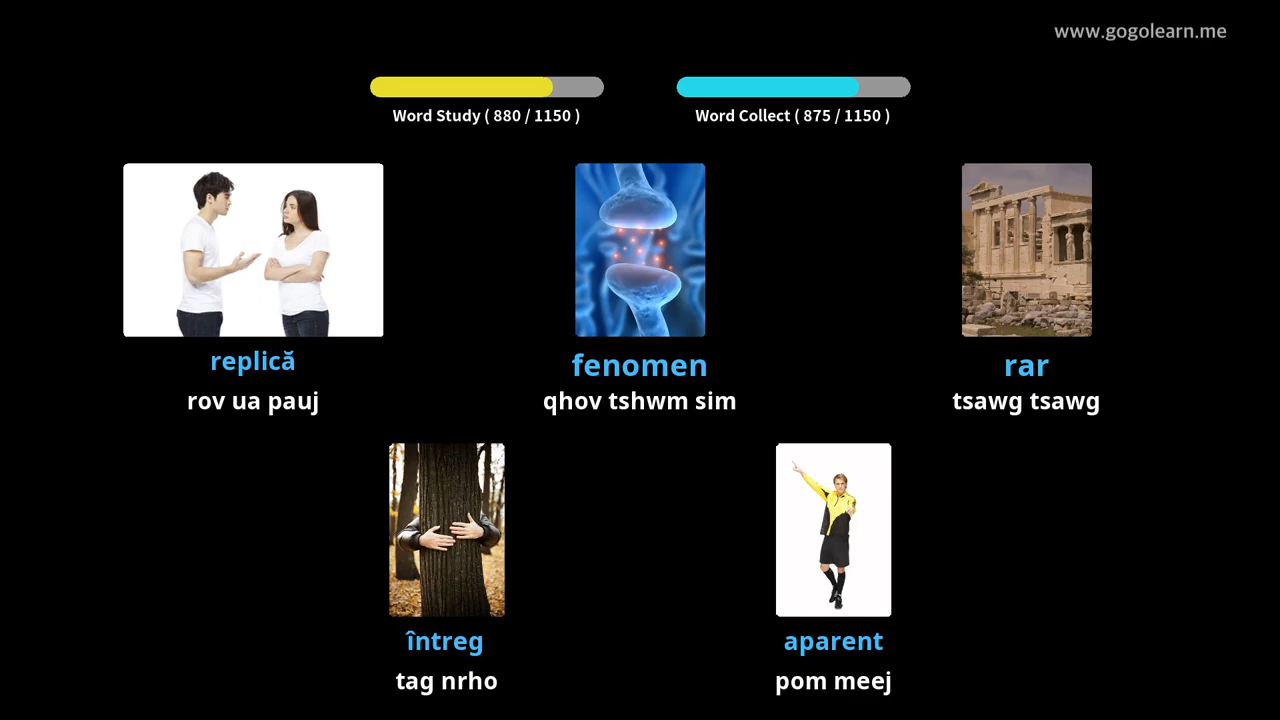 www.gogolearn.me
Word Study ( 880 / 1150 )
Word Collect ( 875 / 1150 )
replică
rov ua pauj
fenomen
qhov tshwm sim
rar
tsawg tsawg
întreg
tag nrho
aparent
pom meej